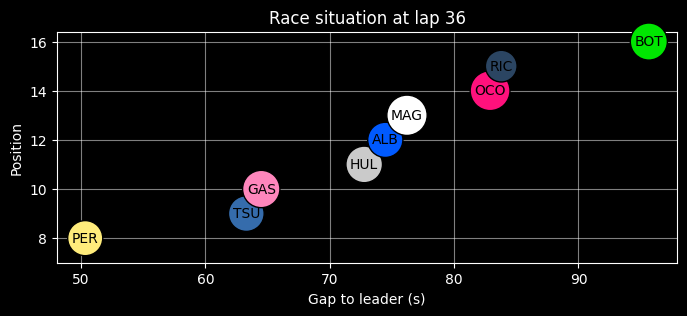 Race situation at lap 36
16
14
12
10
8
Position
BOT
RIC
OCO
MAG
ALB
HUL
GAS
TSU
PER
50
60
70
80
90
Gap to leader (s)